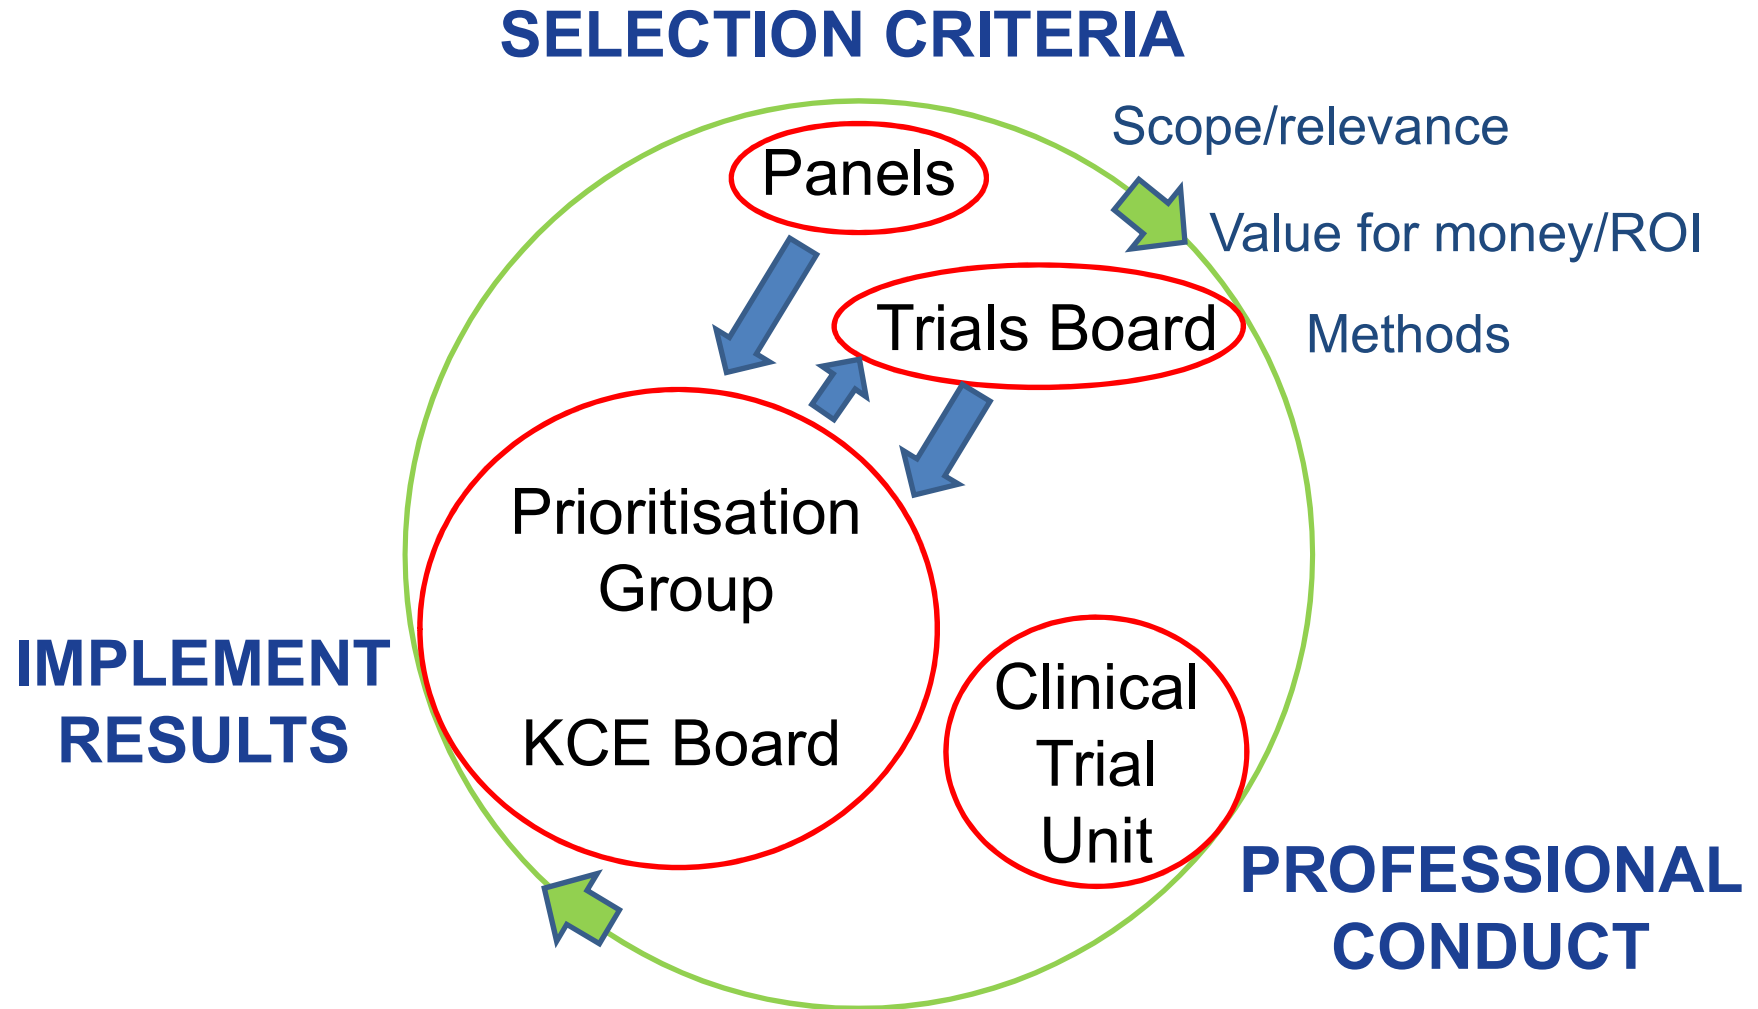 SELECTION CRITERIA
Scope/relevance
Panels
Value for money/ROI
Trials Board
Methods
Prioritisation
Group
IMPLEMENT
RESULTS
KCE Board
Clinical
Trial
Unit
PROFESSIONAL
CONDUCT